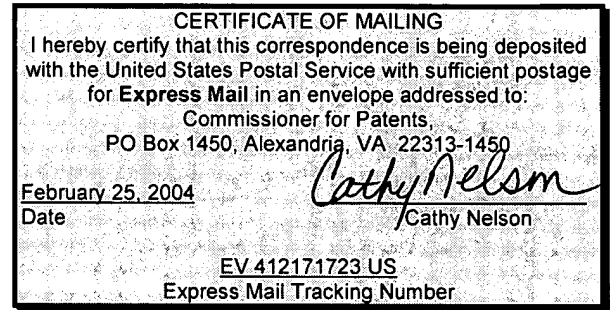 CERTIFICATE OF MAILING
I hereby certify that this correspondence is being deposited
with the United States Postal Service with sufficient postage
for Express Mail in an envelope addressed to:
Commissioner for Patents,
PO Box 1450, Alexandria, VA 22313-1450
February 25, 2004 Cathy Nelson
Date Cathy Nelson
EV 412171723 US
Express Mail Tracking Number